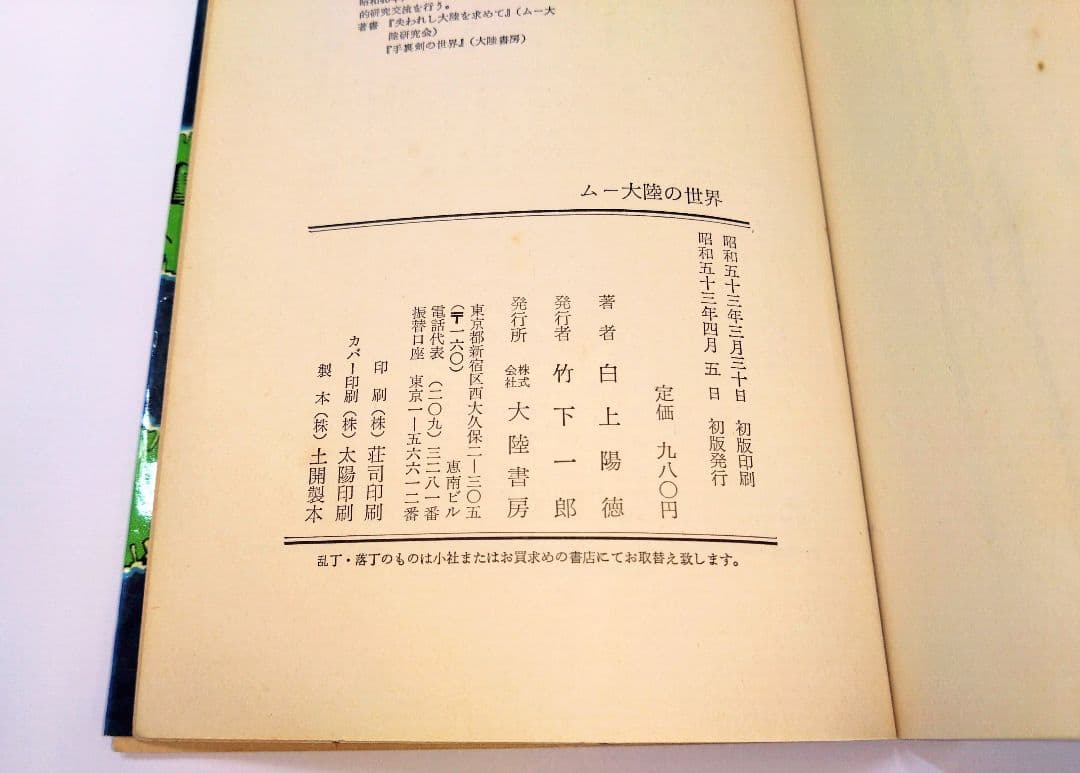 的研究交流を行う。
著書 『失われし大陸を求めて』(ムー大
陸研究会)
『手裏剣の世界』(大陸書房)
ムー大陸の世界
昭和五十三年三月三十日 初版印刷
昭和五十三年四月 五 日 初版発行
定価 九八〇円
著者 白上陽徳
発行者 竹下一郎
発行所 株式会社 大陸書房
東京都新宿区西大久保二ー三〇五
(〒一六〇) 恵南ビル
電話代表 (二〇九)三二八一番
振替口座 東京一ー五六六一二番
印刷(株)荘司印刷
カバー印刷(株)太陽印刷
製本(株)土開製本
乱丁・落丁のものは小社またはお買求めの書店にてお取替え致します。